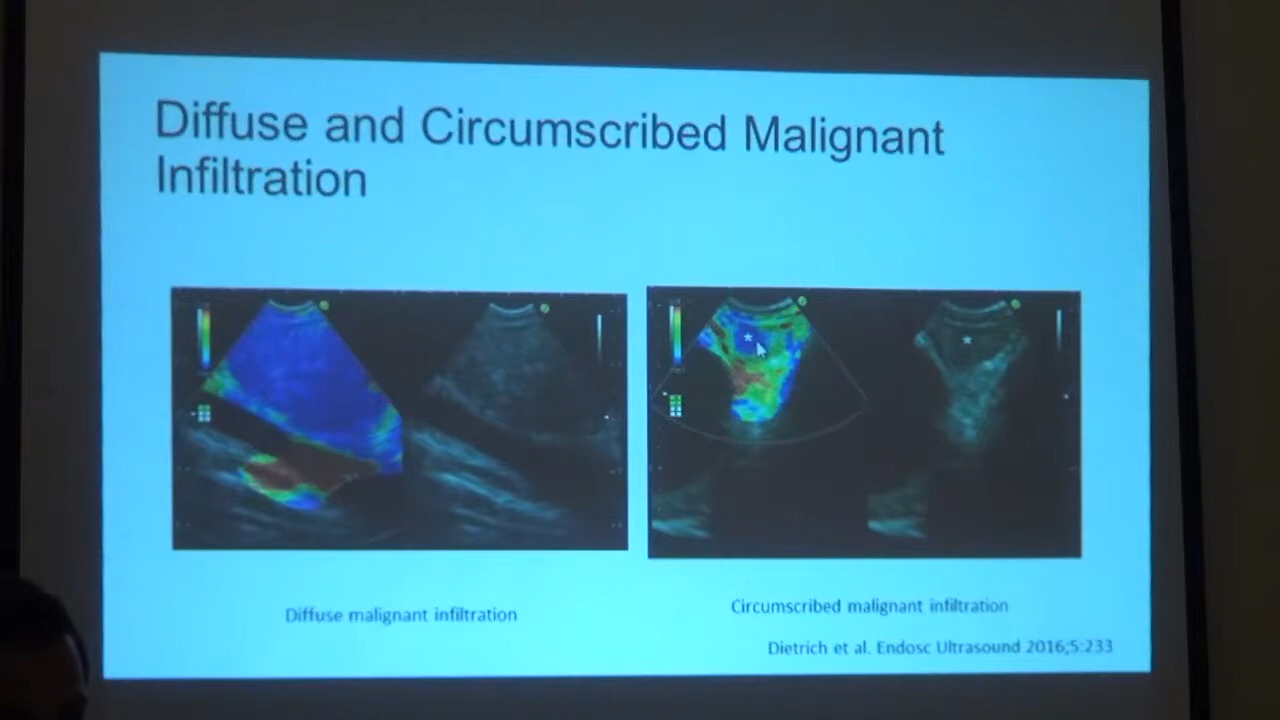 Diffuse and Circumscribed Malignant
Infiltration
*
*
Diffuse malignant infiltration
Circumscribed malignant infiltration
Dietrich et al. Endosc Ultrasound 2016;5:233